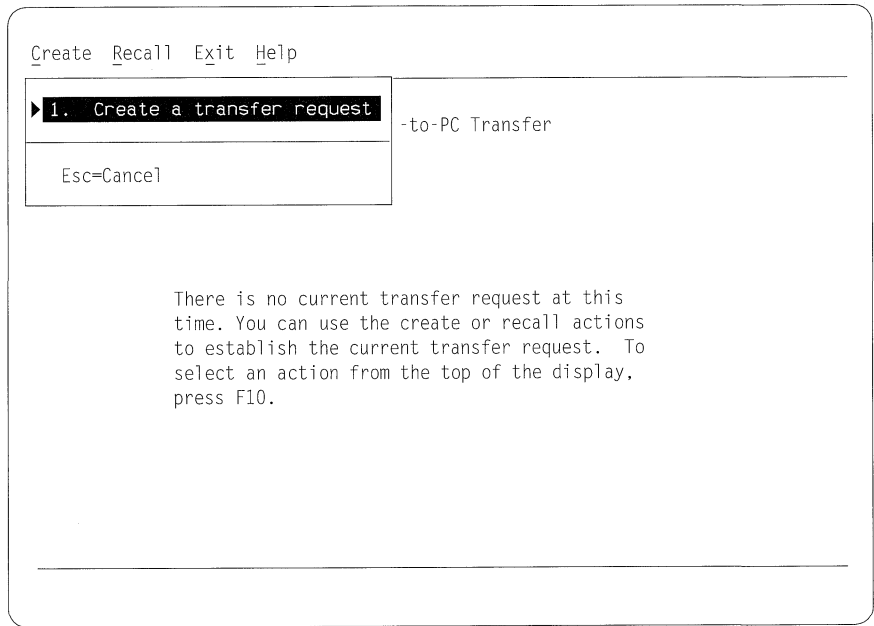 Create Recall Exit Help
1. Create a transfer request
-to-PC Transfer
Esc=Cancel
There is no current transfer request at this
time. You can use the create or recall actions
to establish the current transfer request. To
select an action from the top of the display,
press F10.